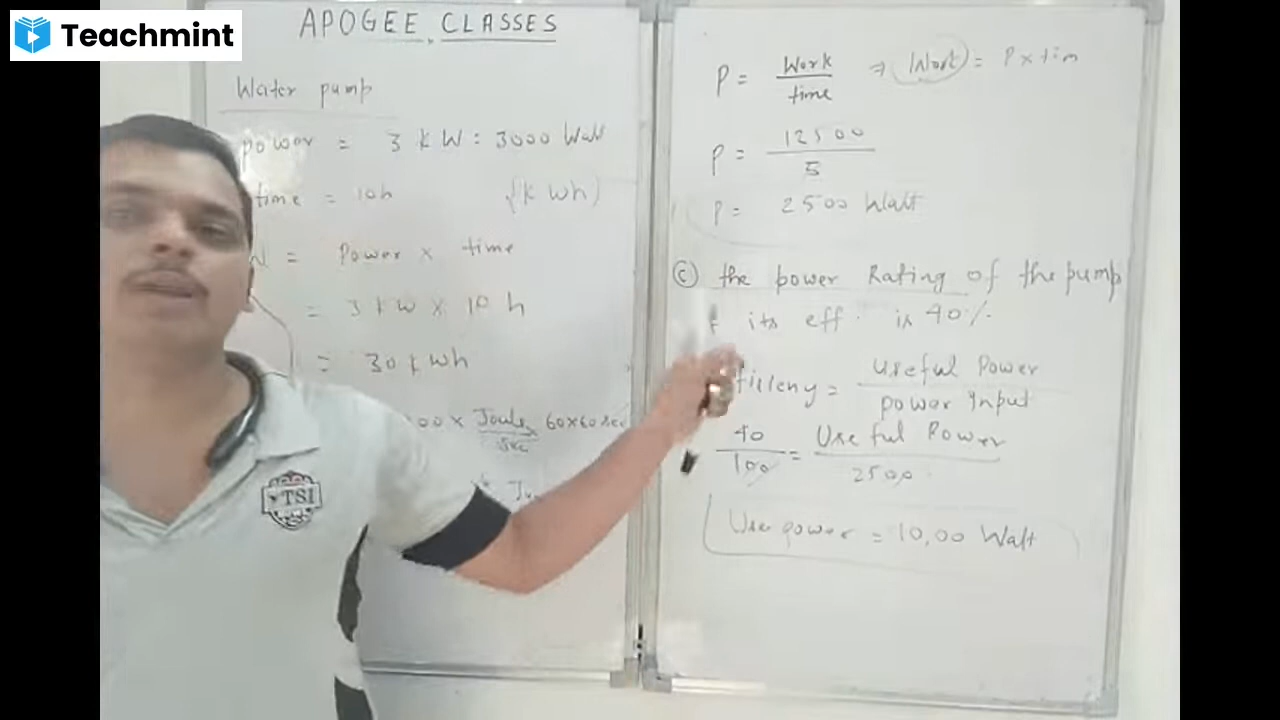 Teachmint
APOGEE CLASSES
Water pump
power = 3 kW : 3000 Watt
time = 10h (k Wh)
= Power × time
= 3 kW × 10 h
= 30 kWh
00 × Joule/sec × 60×60 sec
TSI
P = Work/time ⇒ Work = P × tim
P = 12500/5
P = 2500 Watt
(c) the power Rating of the pump
its eff. is 40%
= Useful Power/power Input
40/100 = Useful Power/2500
Use power = 10,00 Watt